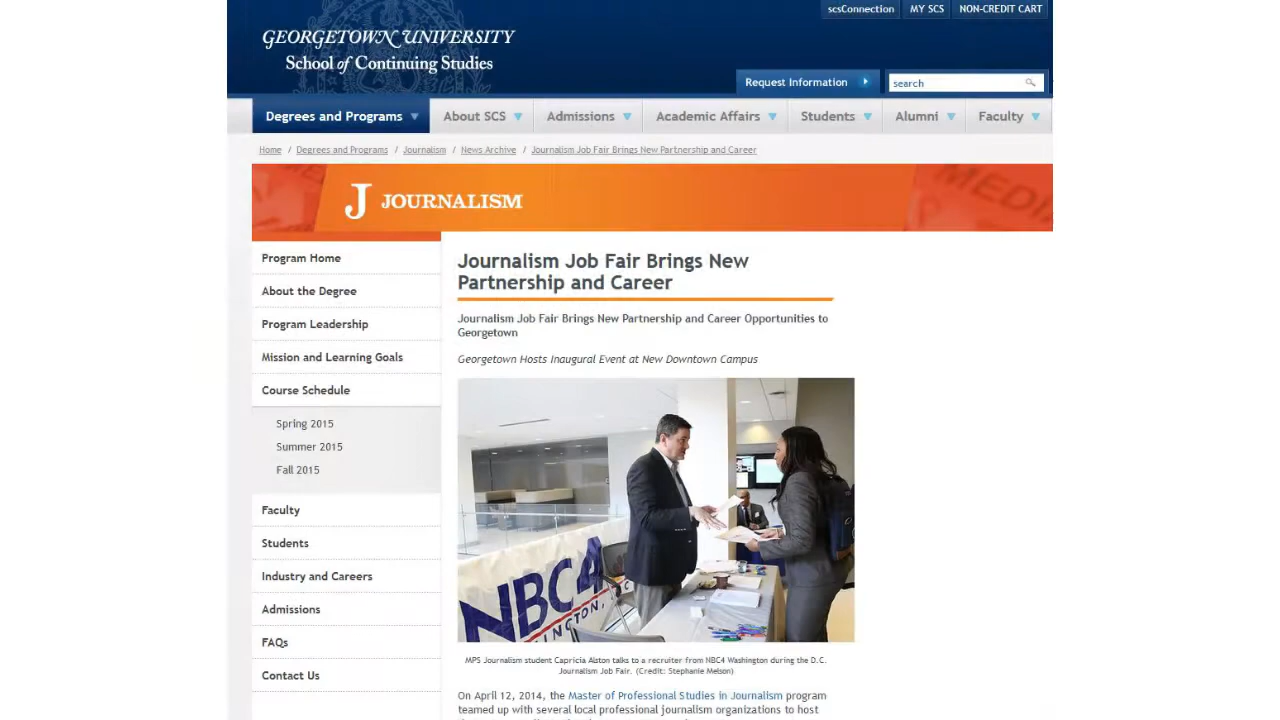 scsConnection MY SCS NON-CREDIT CART
GEORGETOWN UNIVERSITY
School of Continuing Studies
Request Information
search
Degrees and Programs About SCS Admissions Academic Affairs Students Alumni Faculty
Home / Degrees and Programs / Journalism / News Archive / Journalism Job Fair Brings New Partnership and Career
J JOURNALISM
MEDIA
Program Home
About the Degree
Program Leadership
Mission and Learning Goals
Course Schedule
Spring 2015
Summer 2015
Fall 2015
Faculty
Students
Industry and Careers
Admissions
FAQs
Contact Us
Journalism Job Fair Brings New
Partnership and Career
Journalism Job Fair Brings New Partnership and Career Opportunities to
Georgetown
Georgetown Hosts Inaugural Event at New Downtown Campus
NBC4
MPS Journalism student Capricia Alston talks to a recruiter from NBC4 Washington during the D.C.
Journalism Job Fair. (Credit: Stephanie Melson)
On April 12, 2014, the Master of Professional Studies in Journalism program
teamed up with several local professional journalism organizations to host